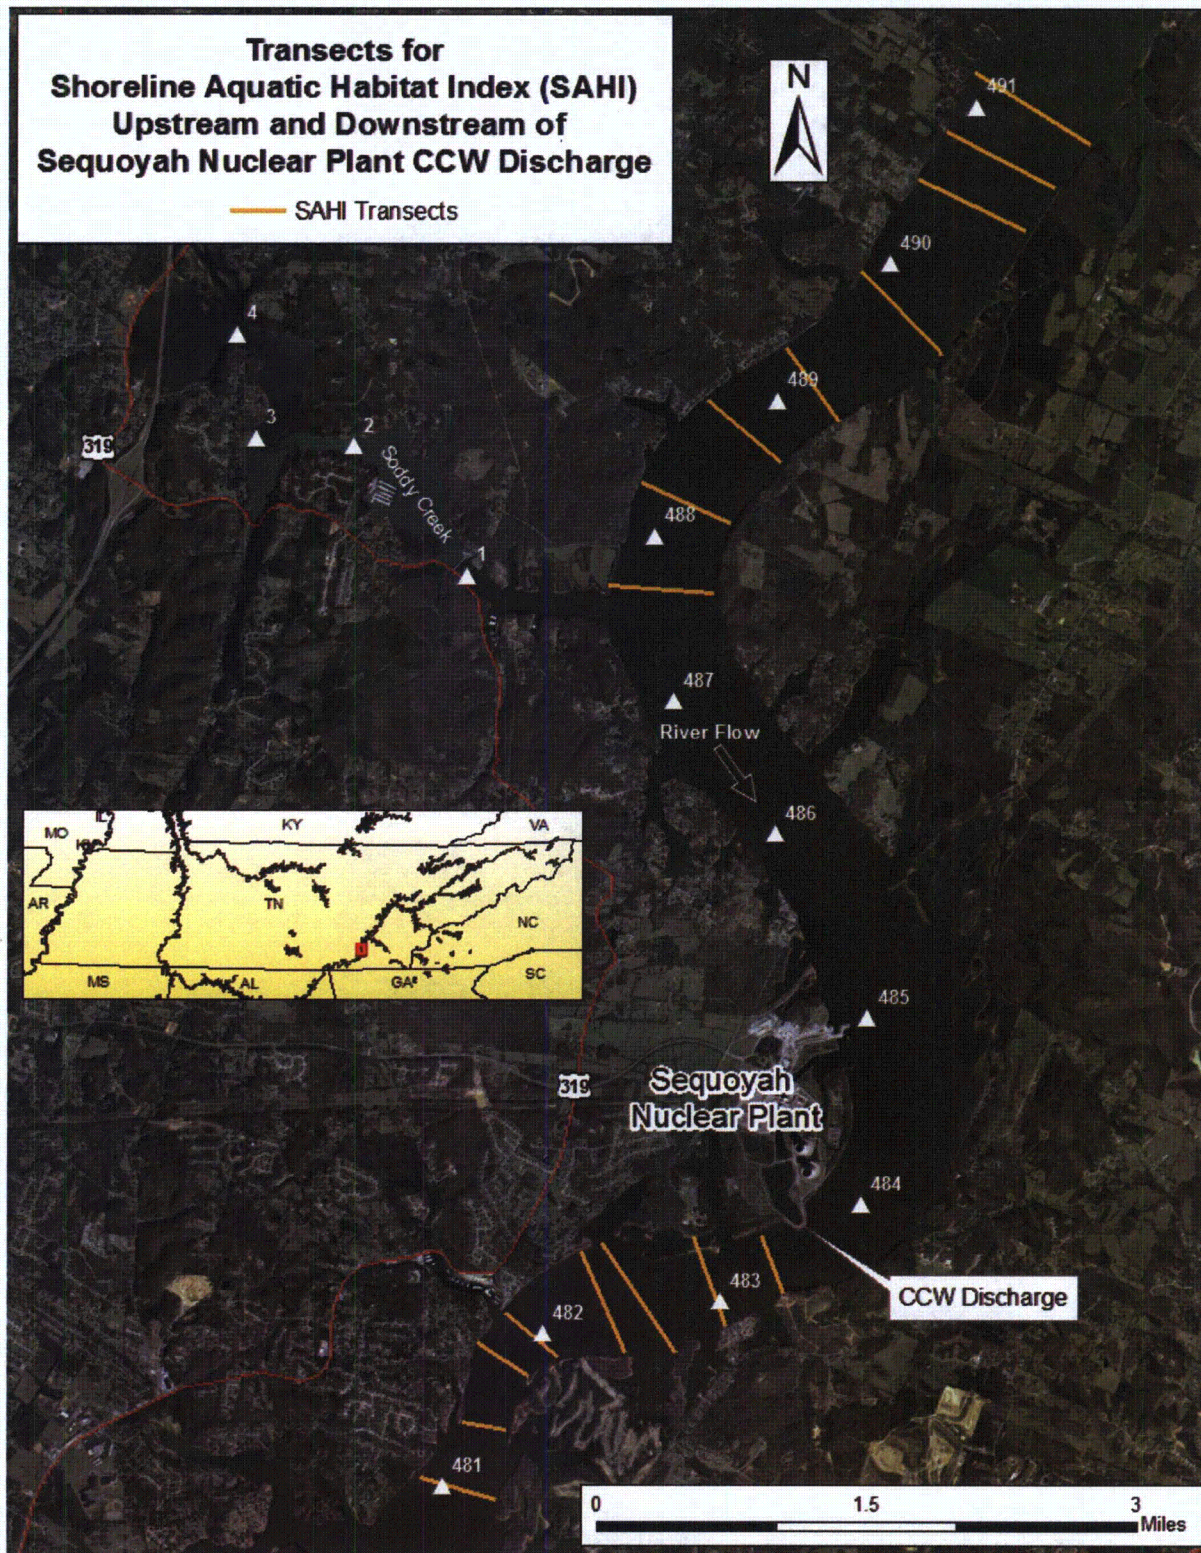 Transects for
Shoreline Aquatic Habitat Index (SAHI)
Upstream and Downstream of
Sequoyah Nuclear Plant CCW Discharge
SAHI Transects
N
491
490
489
488
487
River Flow
486
485
484
483
482
481
4
3
2
1
Soddy Creek
319
MO
IL
KY
VA
AR
TN
NC
MS
AL
GA
SC
319
Sequoyah
Nuclear Plant
CCW Discharge
0 1.5 3
Miles